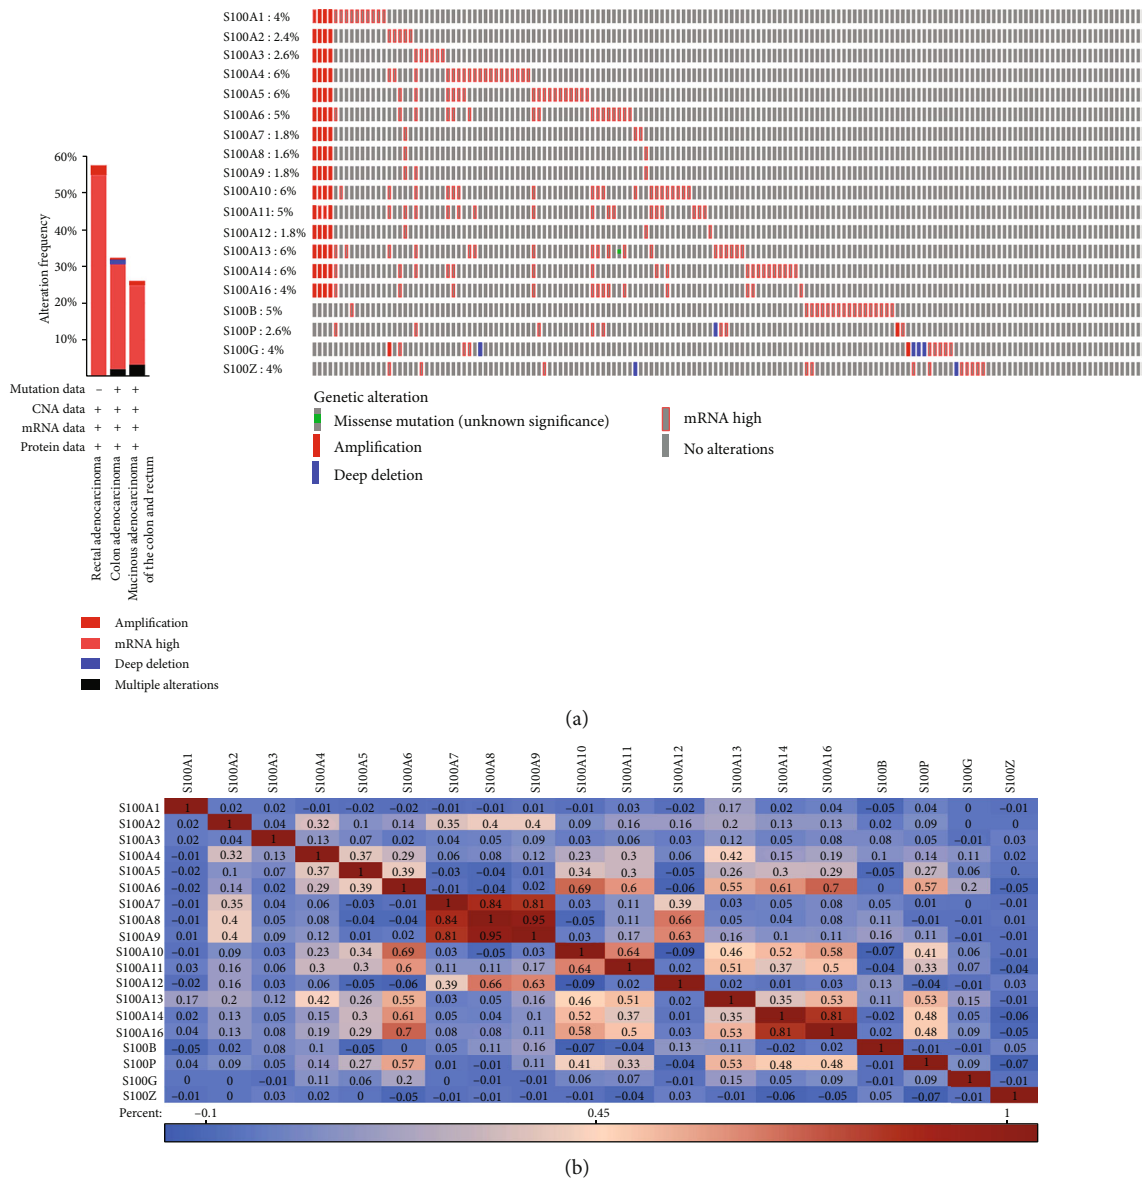 S100A1 : 4%
S100A2 : 2.4%
S100A3 : 2.6%
S100A4 : 6%
S100A5 : 6%
S100A6 : 5%
S100A7 : 1.8%
S100A8 : 1.6%
S100A9 : 1.8%
S100A10 : 6%
S100A11: 5%
S100A12 : 1.8%
S100A13 : 6%
S100A14 : 6%
S100A16 : 4%
S100B : 5%
S100P : 2.6%
S100G : 4%
S100Z : 4%
Alteration frequency
60%
50%
40%
30%
20%
10%
Mutation data – + +
CNA data + + +
mRNA data + + +
Protein data + + +
Rectal adenocarcinoma
Colon adenocarcinoma
Mucinous adenocarcinoma
of the colon and rectum
Amplification
mRNA high
Deep deletion
Multiple alterations
Genetic alteration
Missense mutation (unknown significance)
Amplification
Deep deletion
mRNA high
No alterations
(a)
S100A1 S100A2 S100A3 S100A4 S100A5 S100A6 S100A7 S100A8 S100A9 S100A10 S100A11 S100A12 S100A13 S100A14 S100A16 S100B S100P S100G S100Z
S100A1 1 0.02 0.02 –0.01 –0.02 –0.02 –0.01 –0.01 0.01 –0.01 0.03 –0.02 0.17 0.02 0.04 –0.05 0.04 0 –0.01
S100A2 0.02 1 0.04 0.32 0.1 0.14 0.35 0.4 0.4 0.09 0.16 0.16 0.2 0.13 0.13 0.02 0.09 0 0
S100A3 0.02 0.04 1 0.13 0.07 0.02 0.04 0.05 0.09 0.03 0.06 0.03 0.12 0.05 0.08 0.08 0.05 –0.01 0.03
S100A4 –0.01 0.32 0.13 1 0.37 0.29 0.06 0.08 0.12 0.23 0.3 0.06 0.42 0.15 0.19 0.1 0.14 0.11 0.02
S100A5 –0.02 0.1 0.07 0.37 1 0.39 –0.03 –0.04 0.01 0.34 0.3 –0.05 0.26 0.3 0.29 –0.05 0.27 0.06 0.
S100A6 –0.02 0.14 0.02 0.29 0.39 1 –0.01 –0.04 0.02 0.69 0.6 –0.06 0.55 0.61 0.7 0 0.57 0.2 –0.05
S100A7 –0.01 0.35 0.04 0.06 –0.03 –0.01 1 0.84 0.81 0.03 0.11 0.39 0.03 0.05 0.08 0.05 0.01 0 –0.01
S100A8 –0.01 0.4 0.05 0.08 –0.04 –0.04 0.84 1 0.95 –0.05 0.11 0.66 0.05 0.04 0.08 0.11 –0.01 –0.01 0.01
S100A9 0.01 0.4 0.09 0.12 0.01 0.02 0.81 0.95 1 0.03 0.17 0.63 0.16 0.1 0.11 0.16 0.11 –0.01 –0.01
S100A10 –0.01 0.09 0.03 0.23 0.34 0.69 0.03 –0.05 0.03 1 0.64 –0.09 0.46 0.52 0.58 –0.07 0.41 0.06 –0.01
S100A11 0.03 0.16 0.06 0.3 0.3 0.6 0.11 0.11 0.17 0.64 1 0.02 0.51 0.37 0.5 –0.04 0.33 0.07 –0.04
S100A12 –0.02 0.16 0.03 0.06 –0.05 –0.06 0.39 0.66 0.63 –0.09 0.02 1 0.02 0.01 0.03 0.13 –0.04 –0.01 0.03
S100A13 0.17 0.2 0.12 0.42 0.26 0.55 0.03 0.05 0.16 0.46 0.51 0.02 1 0.35 0.53 0.11 0.53 0.15 –0.01
S100A14 0.02 0.13 0.05 0.15 0.3 0.61 0.05 0.04 0.1 0.52 0.37 0.01 0.35 1 0.81 –0.02 0.48 0.05 –0.06
S100A16 0.04 0.13 0.08 0.19 0.29 0.7 0.08 0.08 0.11 0.58 0.5 0.03 0.53 0.81 1 0.02 0.48 0.09 –0.05
S100B –0.05 0.02 0.08 0.1 –0.05 0 0.05 0.11 0.16 –0.07 –0.04 0.13 0.11 –0.02 0.02 1 –0.01 –0.01 0.05
S100P 0.04 0.09 0.05 0.14 0.27 0.57 0.01 –0.01 0.11 0.41 0.33 –0.04 0.53 0.48 0.48 –0.01 1 0.09 –0.07
S100G 0 0 –0.01 0.11 0.06 0.2 0 –0.01 –0.01 0.06 0.07 –0.01 0.15 0.05 0.09 –0.01 0.09 1 –0.01
S100Z –0.01 0 0.03 0.02 0 –0.05 –0.01 0.01 –0.01 –0.01 –0.04 0.03 –0.01 –0.06 –0.05 0.05 –0.07 –0.01 1
Percent: –0.1 0.45 1
(b)